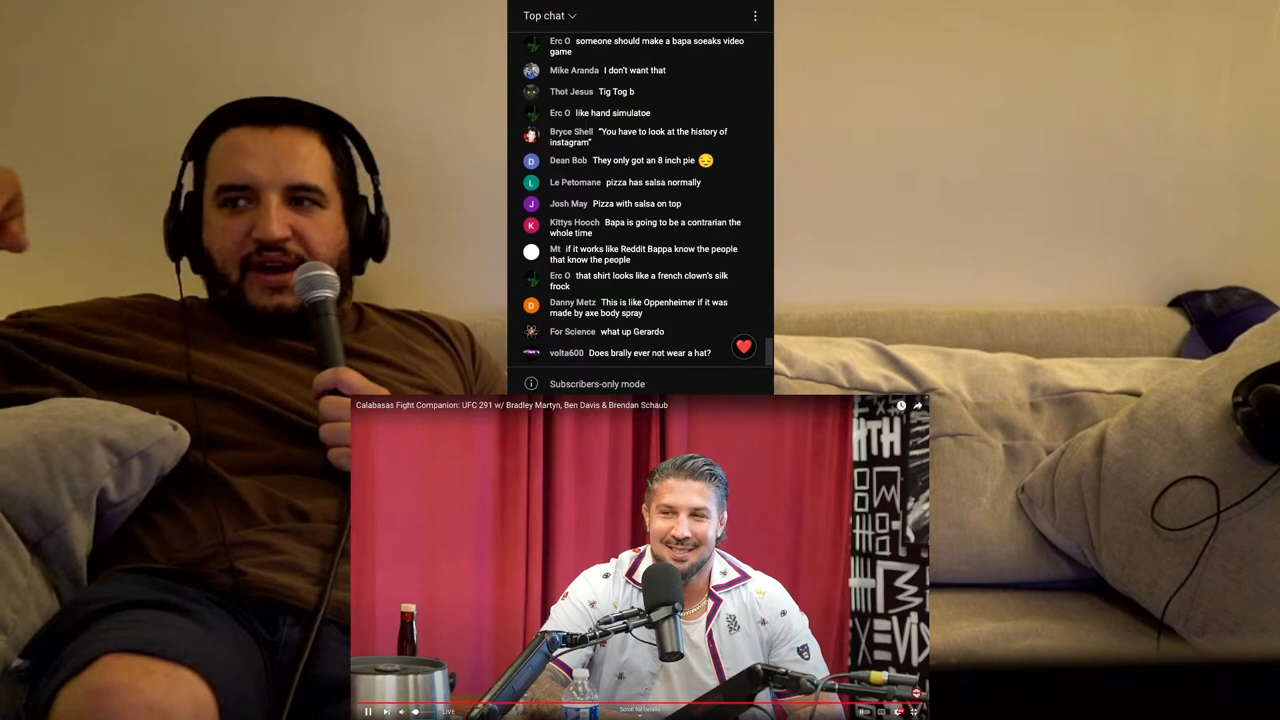 Top chat
Erc O someone should make a bapa soeaks video
game
Mike Aranda I don't want that
Thot Jesus Tig Tog b
Erc O like hand simulatoe
Bryce Shell “You have to look at the history of
instagram”
D Dean Bob They only got an 8 inch pie 😔
L Le Petomane pizza has salsa normally
J Josh May Pizza with salsa on top
K Kittys Hooch Bapa is going to be a contrarian the
whole time
Mt if it works like Reddit Bappa know the people
that know the people
Erc O that shirt looks like a french clown's silk
frock
D Danny Metz This is like Oppenheimer if it was
made by axe body spray
For Science what up Gerardo
volta600 Does brally ever not wear a hat?
Subscribers-only mode
Calabasas Fight Companion: UFC 291 w/ Bradley Martyn, Ben Davis & Brendan Schaub
LIVE
Scroll for details